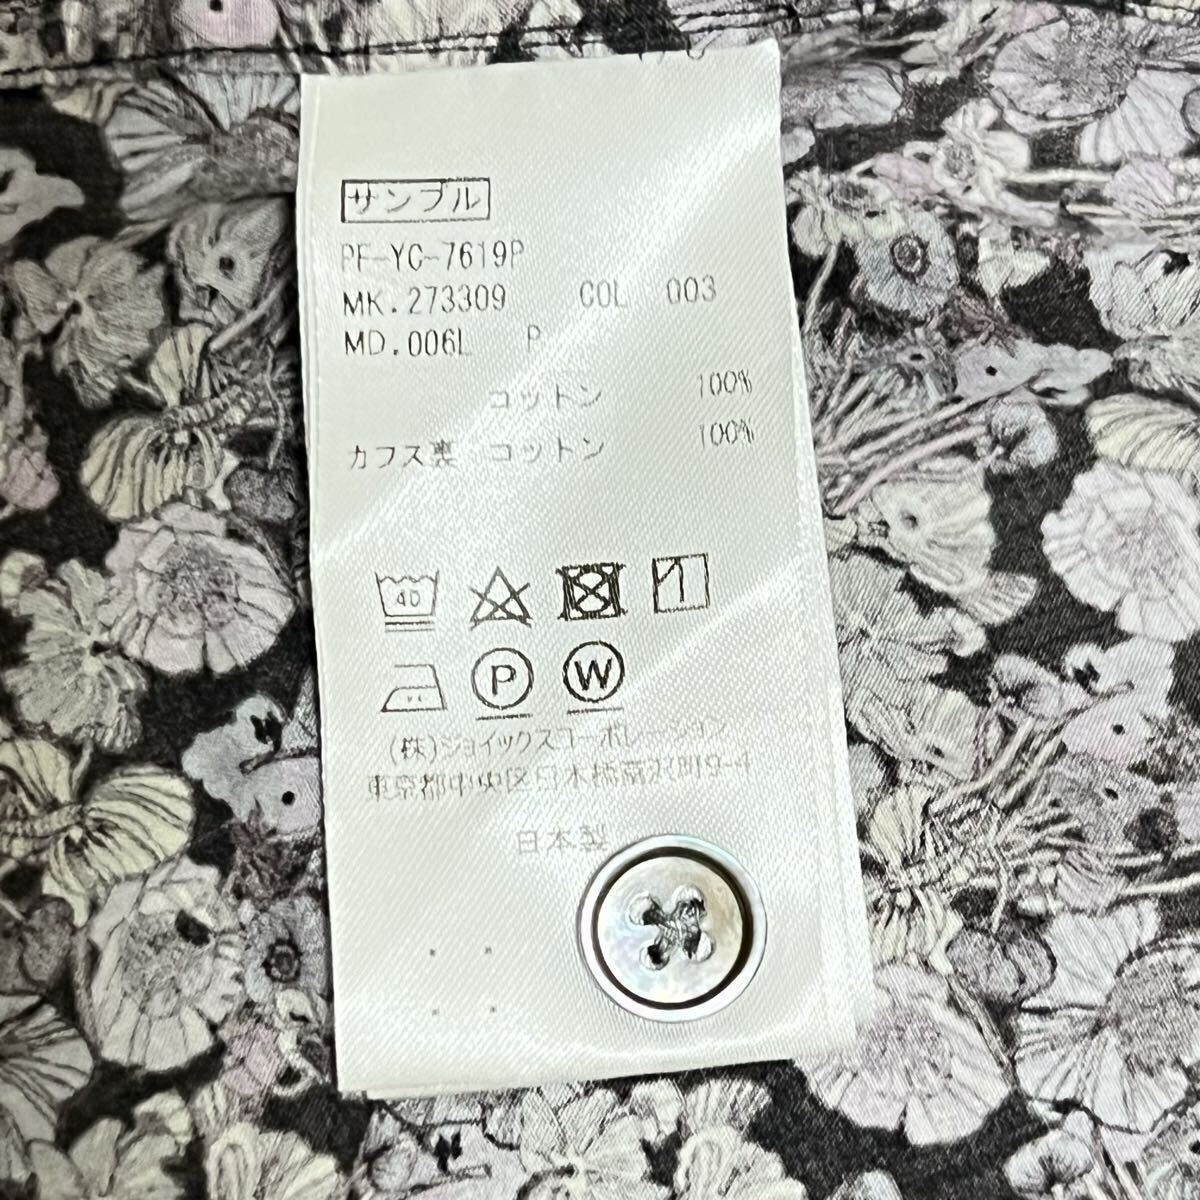 サンプル
PF-YC-7619P
MK.273309 COL 003
MD.006L P
コットン 100%
カフス裏 コットン 100%
40
P W
(株)ジョイックスコーポレーション
東京都中央区日本橋富沢町9-4
日本製